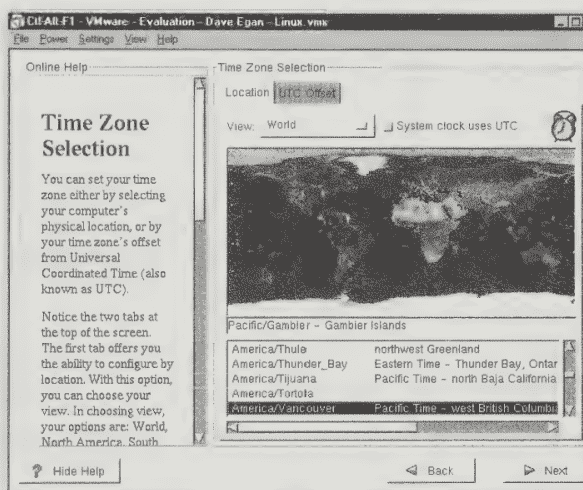 Ctl-Alt-F1 - VMware - Evaluation - Dave Egan - Linux.vmx
File Power Settings View Help
Online Help
Time Zone
Selection
You can set your time
zone either by selecting
your computer's
physical location, or by
your time zone's offset
from Universal
Coordinated Time (also
known as UTC).
Notice the two tabs at
the top of the screen.
The first tab offers you
the ability to configure by
location. With this option,
you can choose your
view. In choosing view,
your options are: World,
North America, South
Time Zone Selection
Location UTC Offset
View: World System clock uses UTC
Pacific/Gambier - Gambier Islands
America/Thule northwest Greenland
America/Thunder_Bay Eastern Time - Thunder Bay, Ontar
America/Tijuana Pacific Time - north Baja California
America/Tortola
America/Vancouver Pacific Time - west British Columbia
? Hide Help
Back
Next